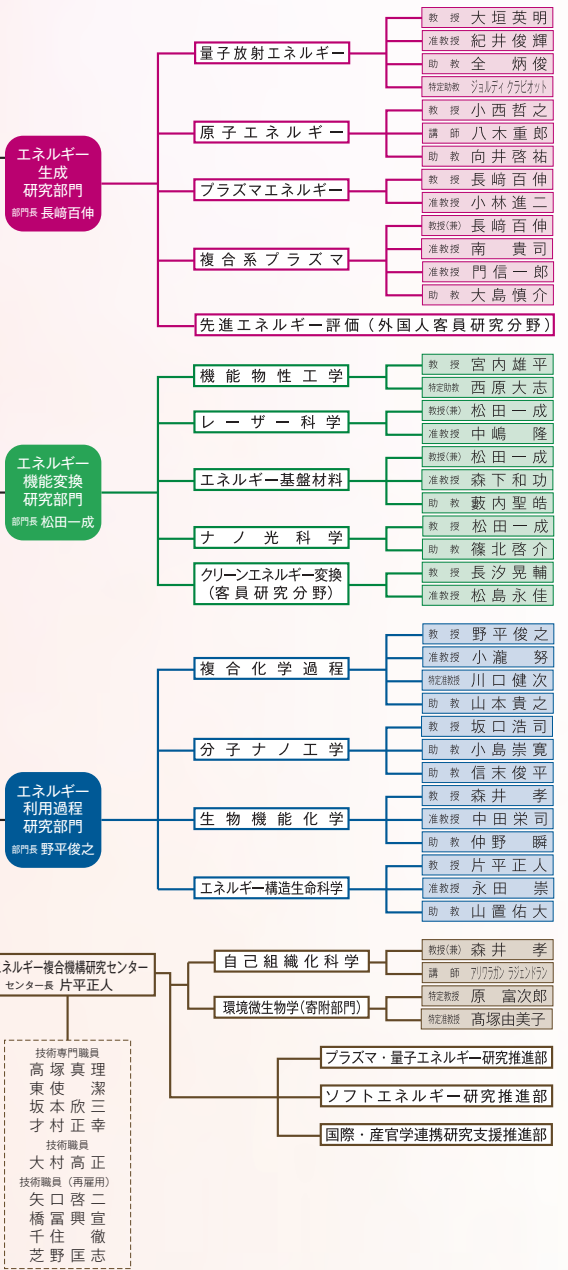 エネルギー
生成
研究部門
部門長 長﨑百伸
量子放射エネルギー
教授 大垣英明
准教授 紀井俊輝
助教 全 炳俊
特定助教 ジョルディ クラビオット
原子エネルギー
教授 小西哲之
講師 八木重郎
助教 向井啓祐
プラズマエネルギー
教授 長﨑百伸
准教授 小林進二
複合系プラズマ
教授(兼) 長﨑百伸
准教授 南 貴司
准教授 門信一郎
助教 大島慎介
先進エネルギー評価(外国人客員研究分野)
エネルギー
機能変換
研究部門
部門長 松田一成
機能物性工学
教授 宮内雄平
特定助教 西原大志
レーザー科学
教授(兼) 松田一成
准教授 中嶋 隆
エネルギー基盤材料
教授(兼) 松田一成
准教授 森下和功
助教 藪内聖皓
ナノ光科学
教授 松田一成
助教 篠北啓介
クリーンエネルギー変換
(客員研究分野)
教授 長汐晃輔
准教授 松島永佳
エネルギー
利用過程
研究部門
部門長 野平俊之
複合化学過程
教授 野平俊之
准教授 小瀧 努
特定准教授 川口健次
助教 山本貴之
分子ナノ工学
教授 坂口浩司
助教 小島崇寛
助教 信末俊平
生物機能化学
教授 森井 孝
准教授 中田栄司
助教 仲野 瞬
エネルギー構造生命科学
教授 片平正人
准教授 永田 崇
助教 山置佑大
ネルギー複合機構研究センター
センター長 片平正人
自己組織化科学
教授(兼) 森井 孝
講師 アリワラガン ラジェンドラン
環境微生物学(寄附部門)
特定教授 原 富次郎
特定准教授 髙塚由美子
プラズマ・量子エネルギー研究推進部
ソフトエネルギー研究推進部
国際・産官学連携研究支援推進部
技術専門職員
高塚真理
東使 潔
坂本欣三
才村正幸
技術職員
大村高正
技術職員(再雇用)
矢口啓二
橋冨興宣
千住 徹
芝野匡志